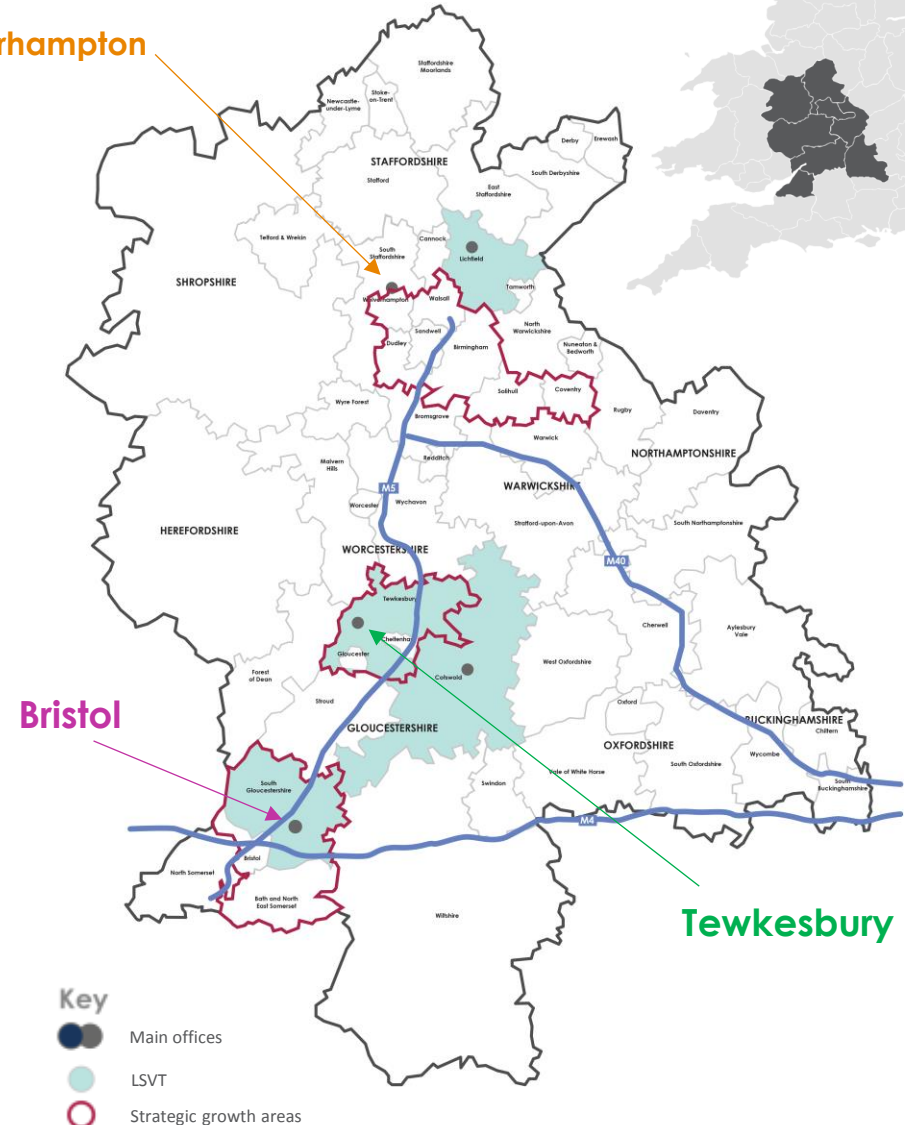 rhampton
Staffordshire
Moorlands
Stoke-
on-Trent
Newcastle-
under-Lyme
Derby
Erewash
STAFFORDSHIRE
Stafford
South Derbyshire
East
Staffordshire
Telford & Wrekin
South
Staffordshire
Cannock
Lichfield
SHROPSHIRE
Tamworth
Wolverhampton
Walsall
North
Warwickshire
Sandwell
Dudley
Birmingham
Nuneaton &
Bedworth
Solihull
Coventry
Wyre Forest
Rugby
Daventry
Bromsgrove
Warwick
NORTHAMPTONSHIRE
Malvern
Hills
Redditch
WARWICKSHIRE
M5
Worcester
Wychavon
HEREFORDSHIRE
Stratford-upon-Avon
South Northamptonshire
WORCESTERSHIRE
M40
Tewkesbury
Cherwell
Aylesbury
Vale
Cheltenham
Gloucester
West Oxfordshire
Forest
of Dean
Cotswold
Stroud
Oxford
Bristol
GLOUCESTERSHIRE
BUCKINGHAMSHIRE
Chiltern
OXFORDSHIRE
Wycombe
South Oxfordshire
Vale of White Horse
South
Gloucestershire
Swindon
South
Buckinghamshire
M4
Bristol
North Somerset
Bath and North
East Somerset
Wiltshire
Tewkesbury
Key
Main offices
LSVT
Strategic growth areas